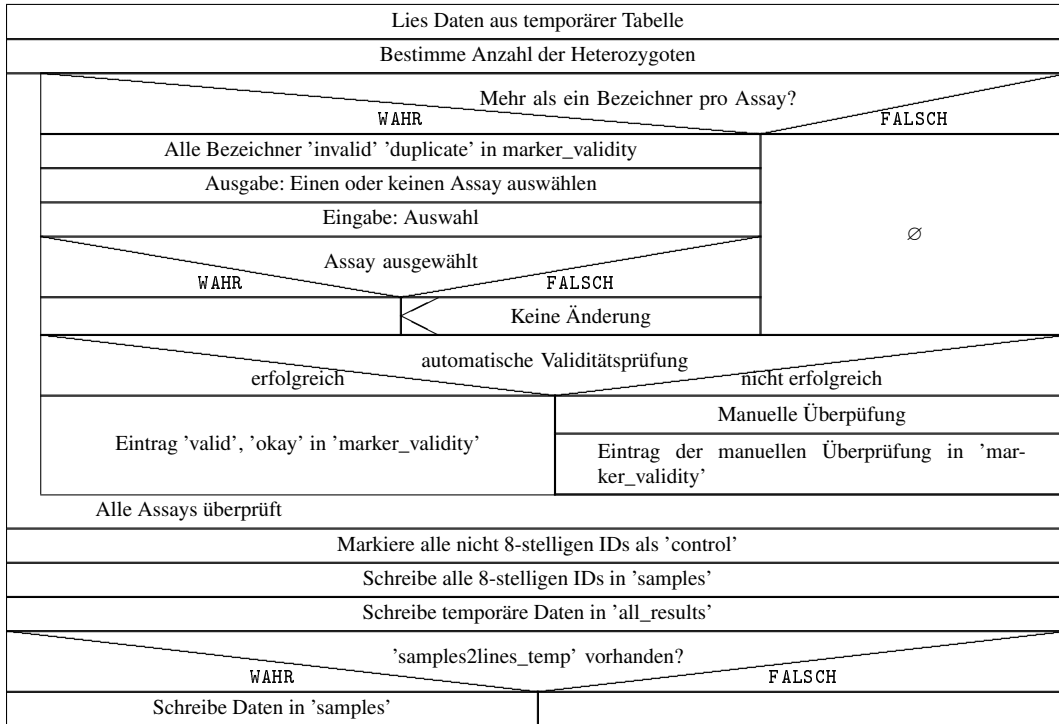 Lies Daten aus temporärer Tabelle
Bestimme Anzahl der Heterozygoten
Mehr als ein Bezeichner pro Assay?
WAHR
FALSCH
Alle Bezeichner 'invalid' 'duplicate' in marker_validity
Ausgabe: Einen oder keinen Assay auswählen
Eingabe: Auswahl
∅
Assay ausgewählt
WAHR
FALSCH
Keine Änderung
automatische Validitätsprüfung
erfolgreich
nicht erfolgreich
Eintrag 'valid', 'okay' in 'marker_validity'
Manuelle Überpüfung
Eintrag der manuellen Überprüfung in 'mar-
ker_validity'
Alle Assays überprüft
Markiere alle nicht 8-stelligen IDs als 'control'
Schreibe alle 8-stelligen IDs in 'samples'
Schreibe temporäre Daten in 'all_results'
'samples2lines_temp' vorhanden?
WAHR
FALSCH
Schreibe Daten in 'samples'